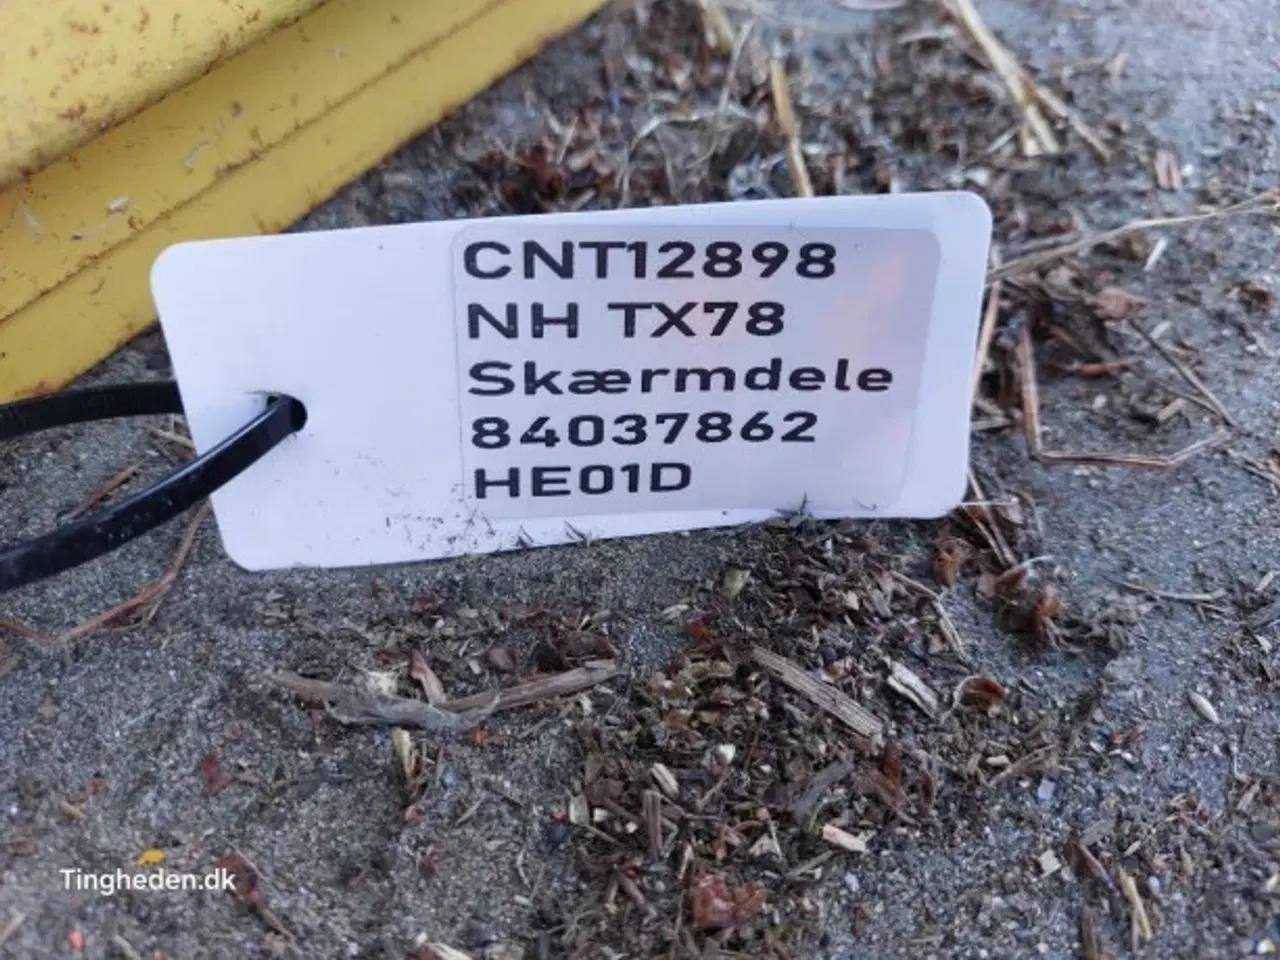 CNT12898
NH TX78
Skærmdele
84037862
HE01D
Tingheden.dk